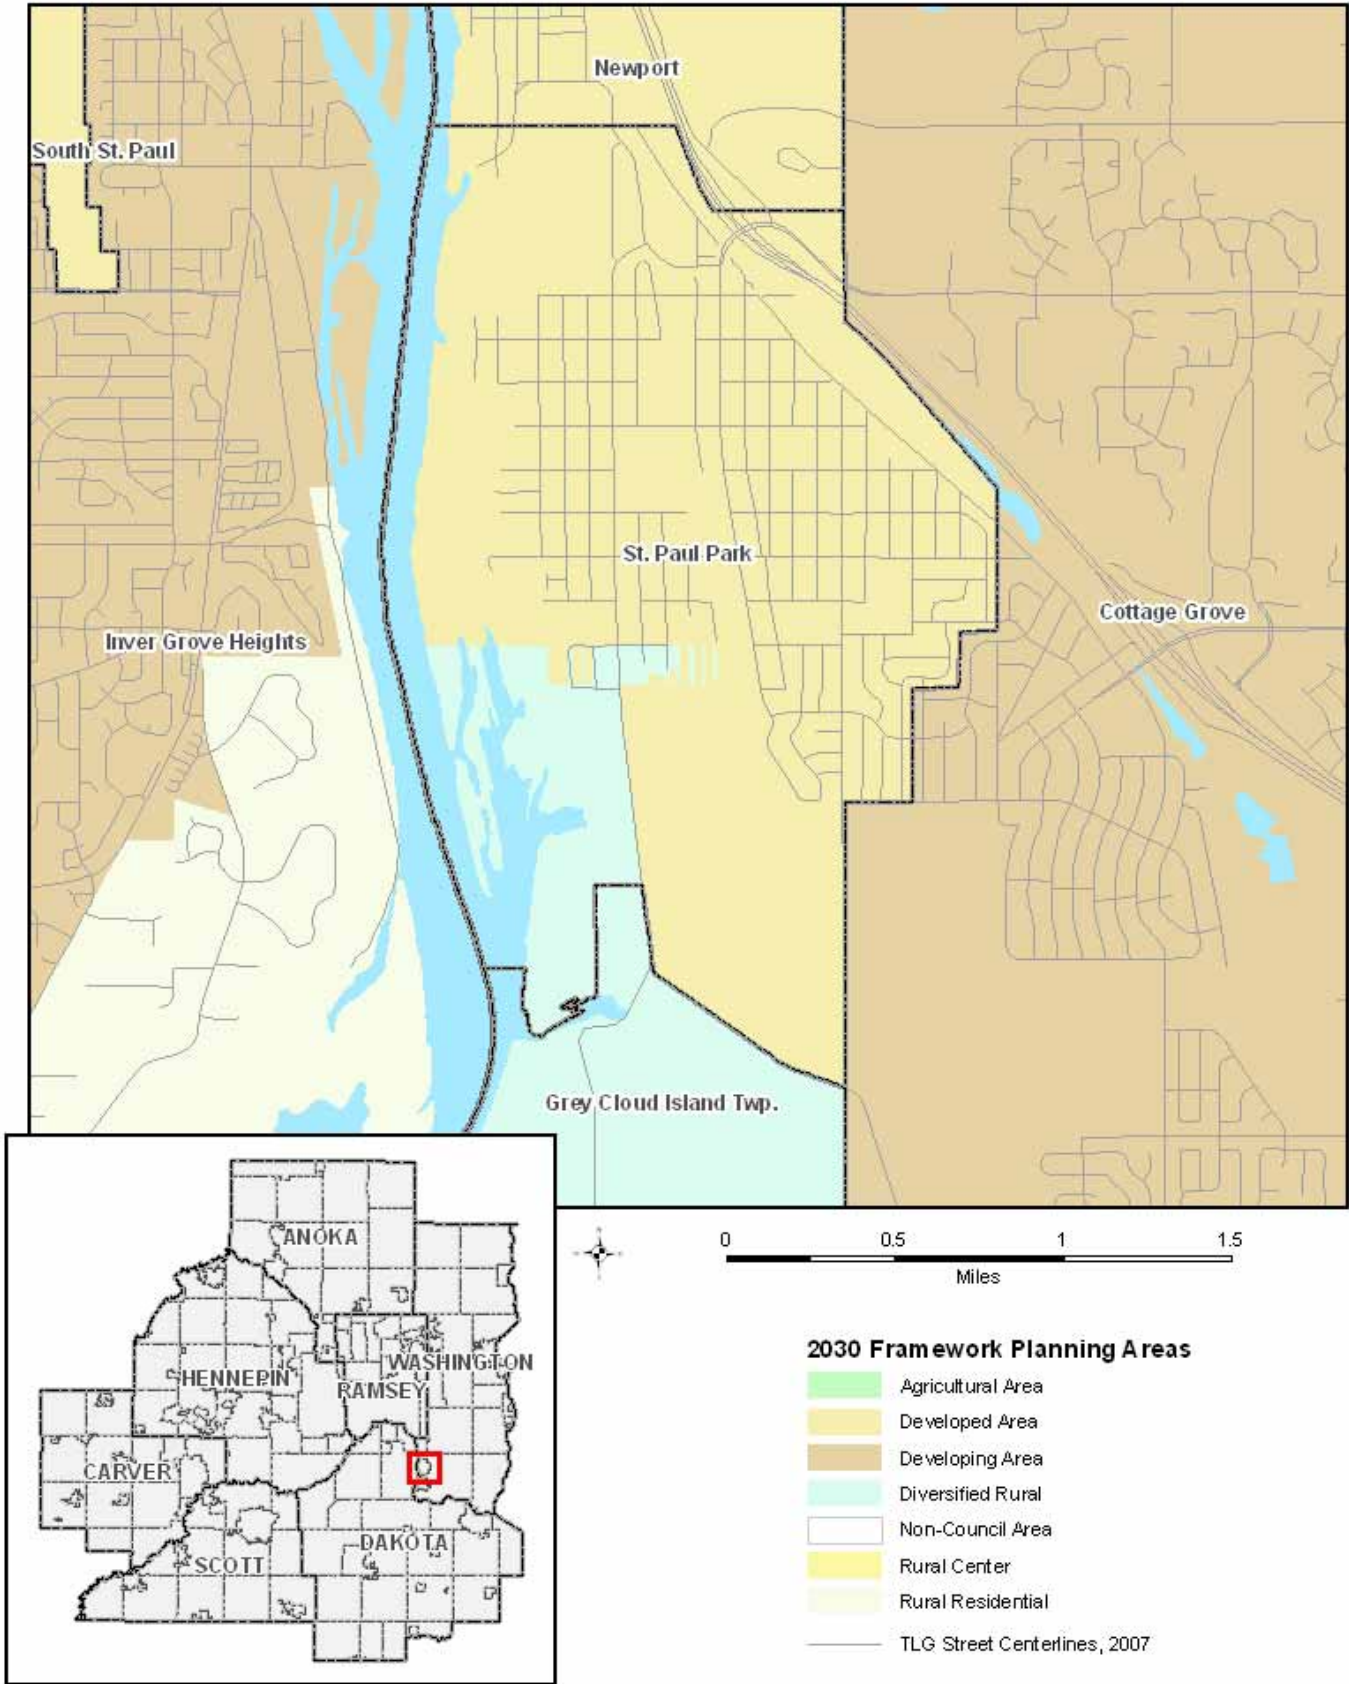 Newport
South St. Paul
St. Paul Park
Cottage Grove
Inver Grove Heights
Grey Cloud Island Twp.
ANOKA
HENNEPIN
WASHINGTON
RAMSEY
CARVER
DAKOTA
SCOTT
0 0.5 1 1.5
Miles
2030 Framework Planning Areas
Agricultural Area
Developed Area
Developing Area
Diversified Rural
Non-Council Area
Rural Center
Rural Residential
TLG Street Centerlines, 2007